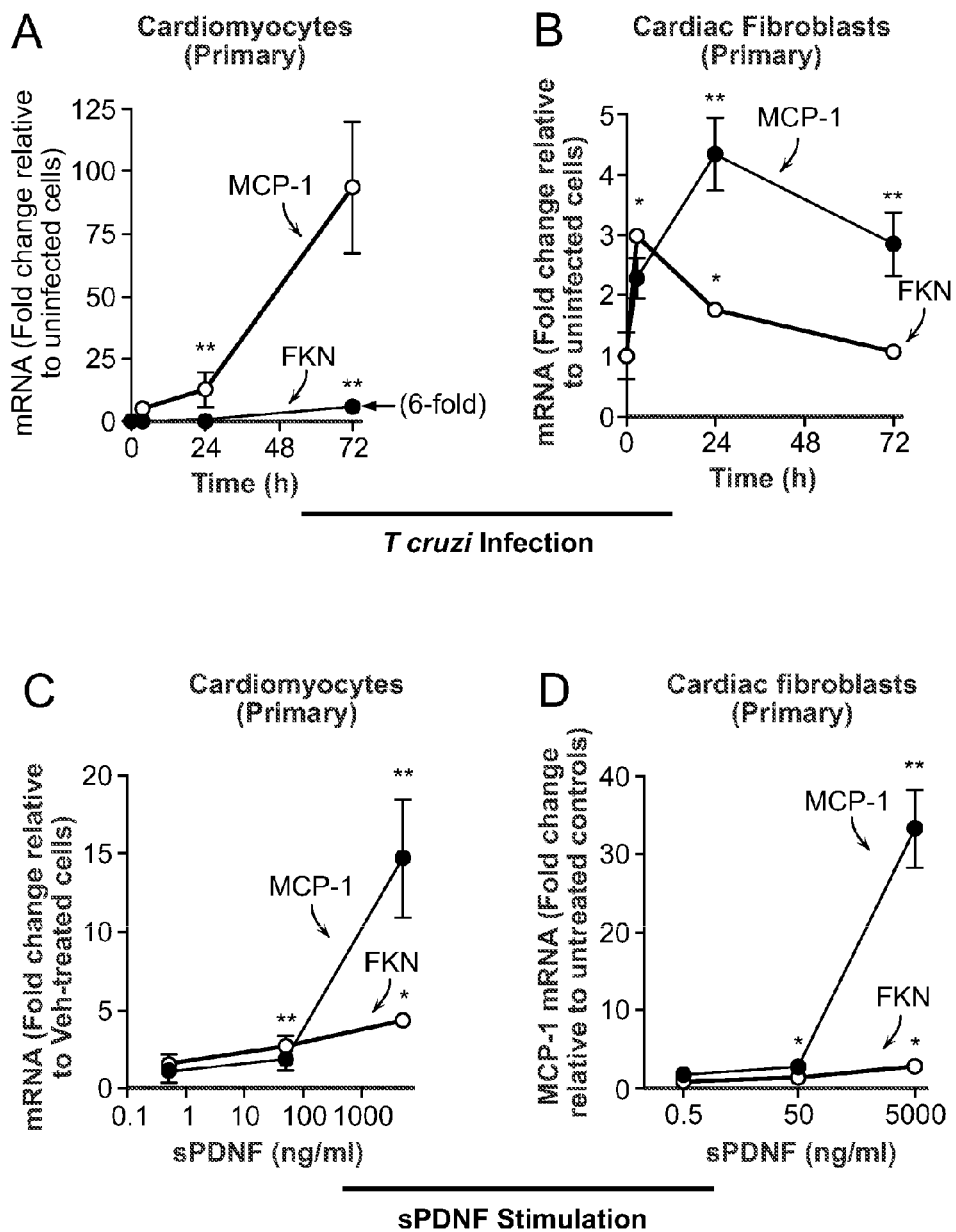 A
Cardiomyocytes
(Primary)
mRNA (Fold change relative
to uninfected cells)
125
100
75
50
25
0
MCP-1
**
FKN
**
(6-fold)
0 24 48 72
Time (h)
B
Cardiac Fibroblasts
(Primary)
mRNA (Fold change relative
to uninfected cells)
5
4
3
2
1
0
**
MCP-1
*
**
*
FKN
0 24 48 72
Time (h)
T cruzi Infection
C
Cardiomyocytes
(Primary)
mRNA (Fold change relative
to Veh-treated cells)
20
15
10
5
0
**
MCP-1
FKN
**
*
0.1 1 10 100 1000
sPDNF (ng/ml)
D
Cardiac fibroblasts
(Primary)
MCP-1 mRNA (Fold change
relative to untreated controls)
40
30
20
10
0
**
MCP-1
FKN
*
*
0.5 50 5000
sPDNF (ng/ml)
sPDNF Stimulation